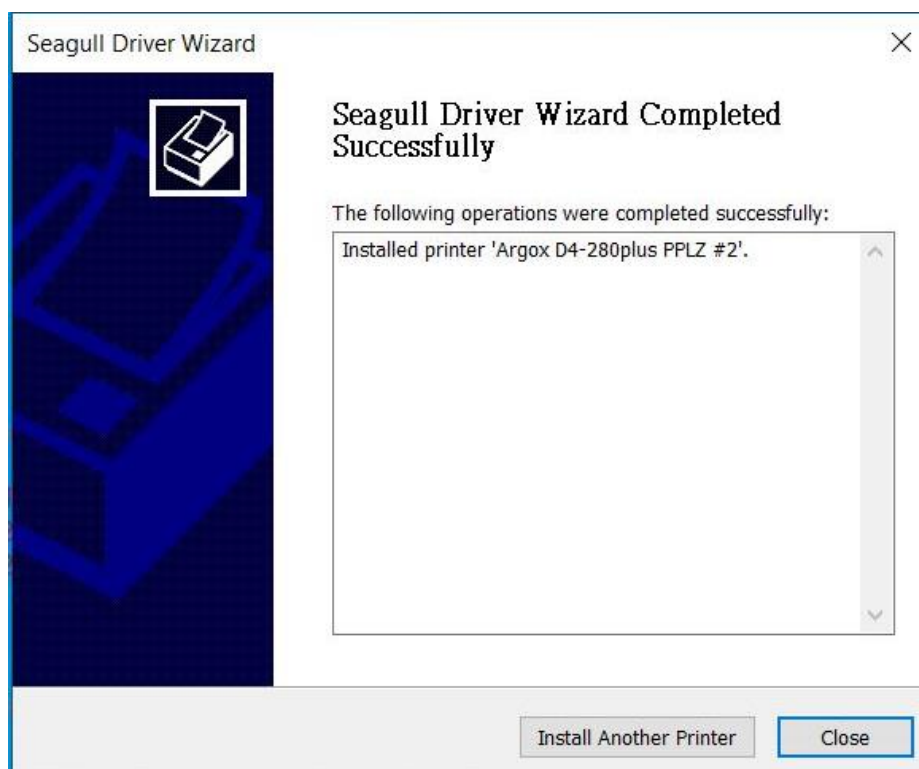 Seagull Driver Wizard
Seagull Driver Wizard Completed
Successfully
The following operations were completed successfully:
Installed printer 'Argox D4-280plus PPLZ #2'.
Install Another Printer
Close